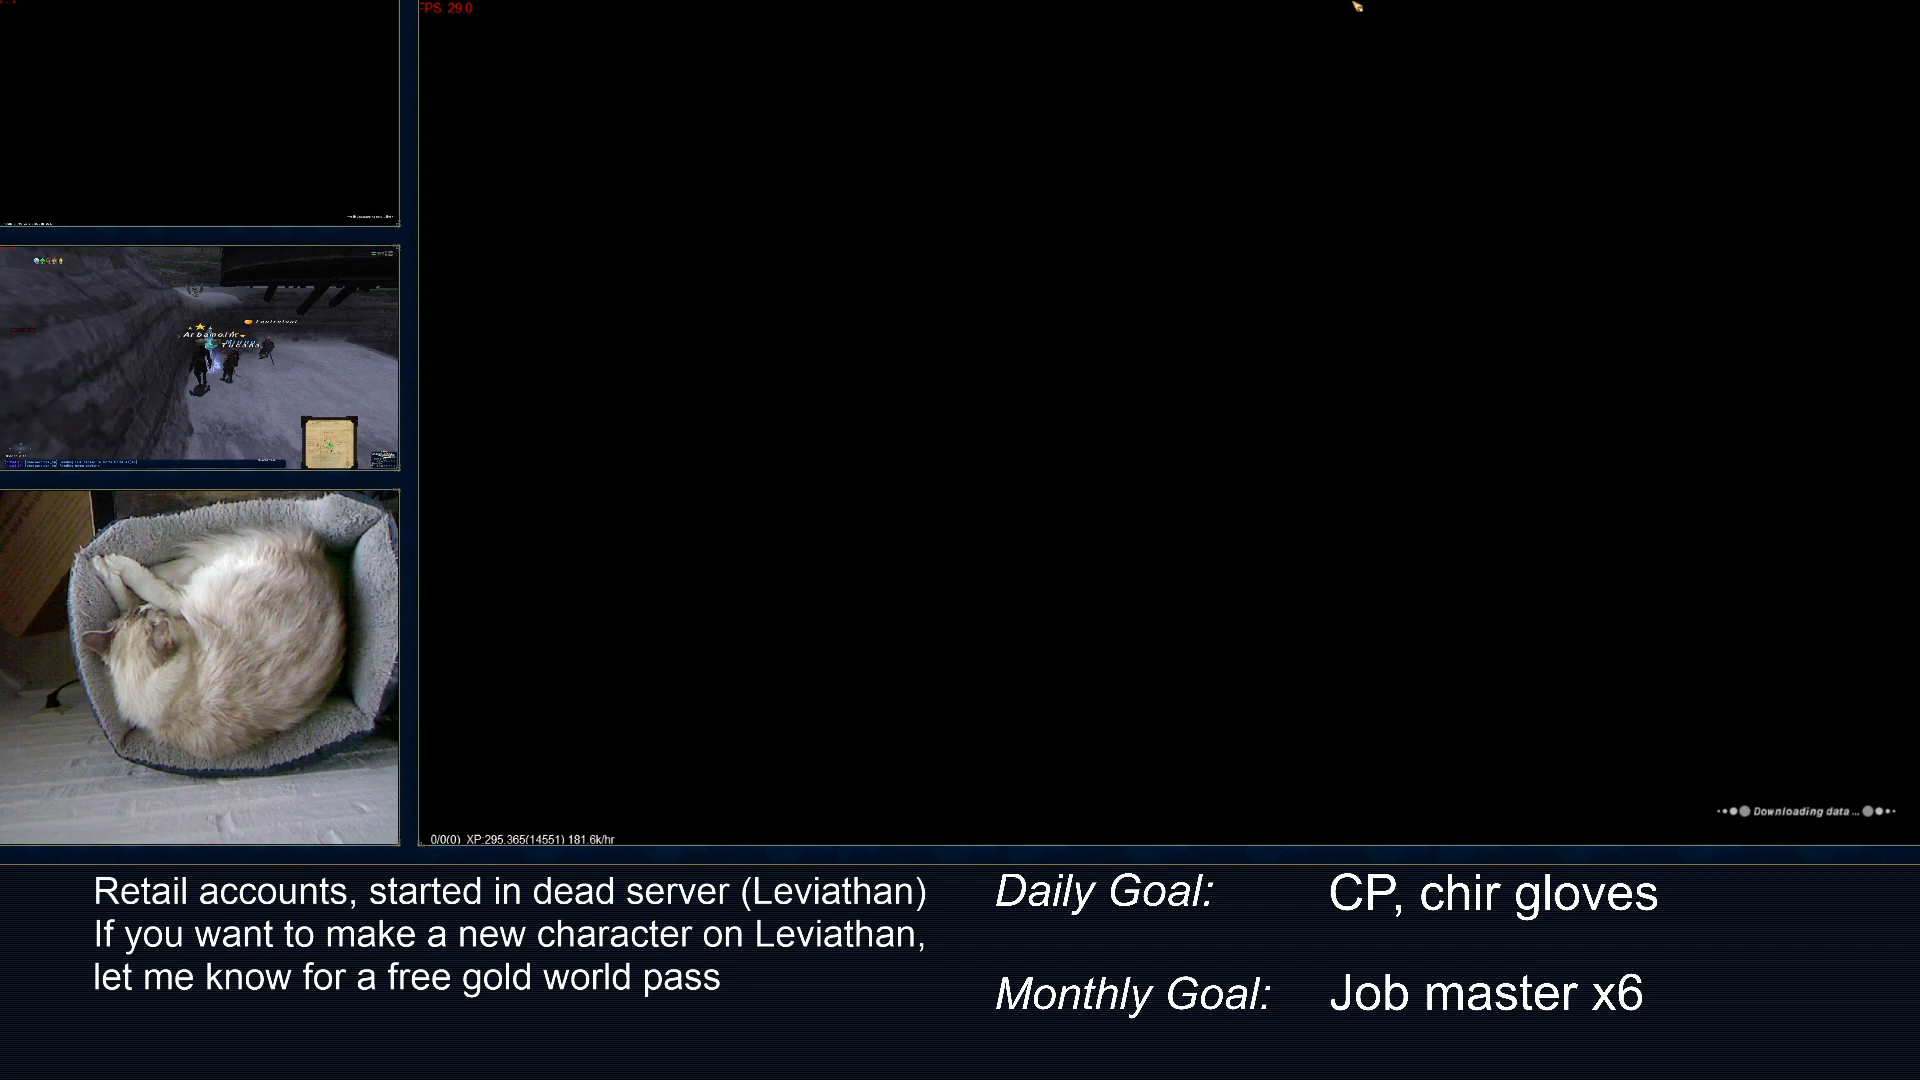 FPS: 29.0
Arbamoinr
Tucana
Downloading data ...
0/0(0) XP:295.365(14551) 181.6k/hr
Retail accounts, started in dead server (Leviathan)
If you want to make a new character on Leviathan,
let me know for a free gold world pass
Daily Goal: CP, chir gloves
Monthly Goal: Job master x6